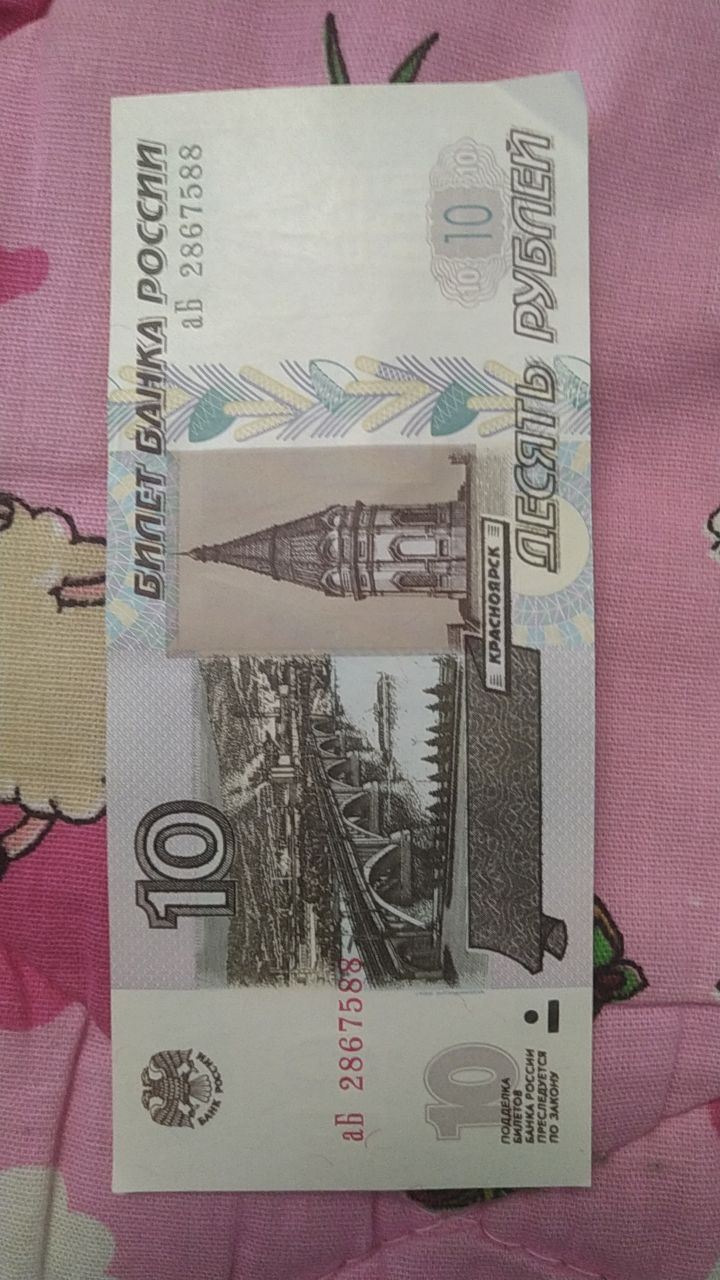 10
БИЛЕТ БАНКА РОССИИ
аБ 2867588
БАНК РОССИИ
аБ 2867588
10
ПОДДЕЛКА
БИЛЕТОВ
БАНКА РОССИИ
ПРЕСЛЕДУЕТСЯ
ПО ЗАКОНУ
КРАСНОЯРСК
10 10 10
ДЕСЯТЬ РУБЛЕЙ